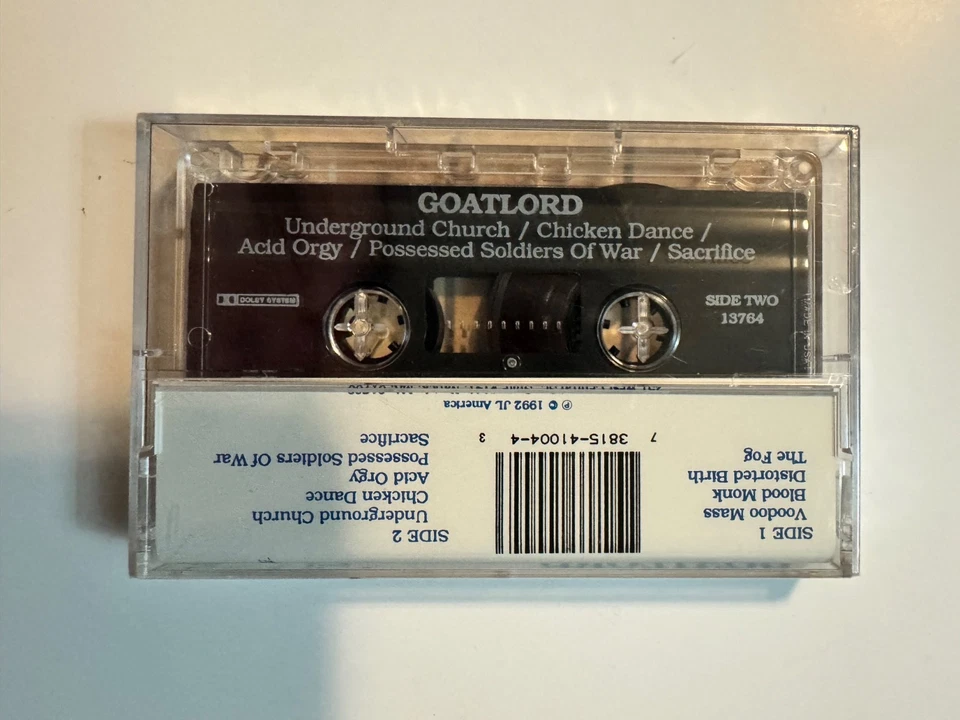 GOATLORD
Underground Church / Chicken Dance /
Acid Orgy / Possessed Soldiers Of War / Sacrifice
DOLBY SYSTEM
SIDE TWO
13764
SIDE 1
Voodoo Mass
Blood Monk
Distorted Birth
The Fog
SIDE 2
Underground Church
Chicken Dance
Acid Orgy
Possessed Soldiers Of War
Sacrifice
7 3815-41004-4 3
℗ © 1992 JL America